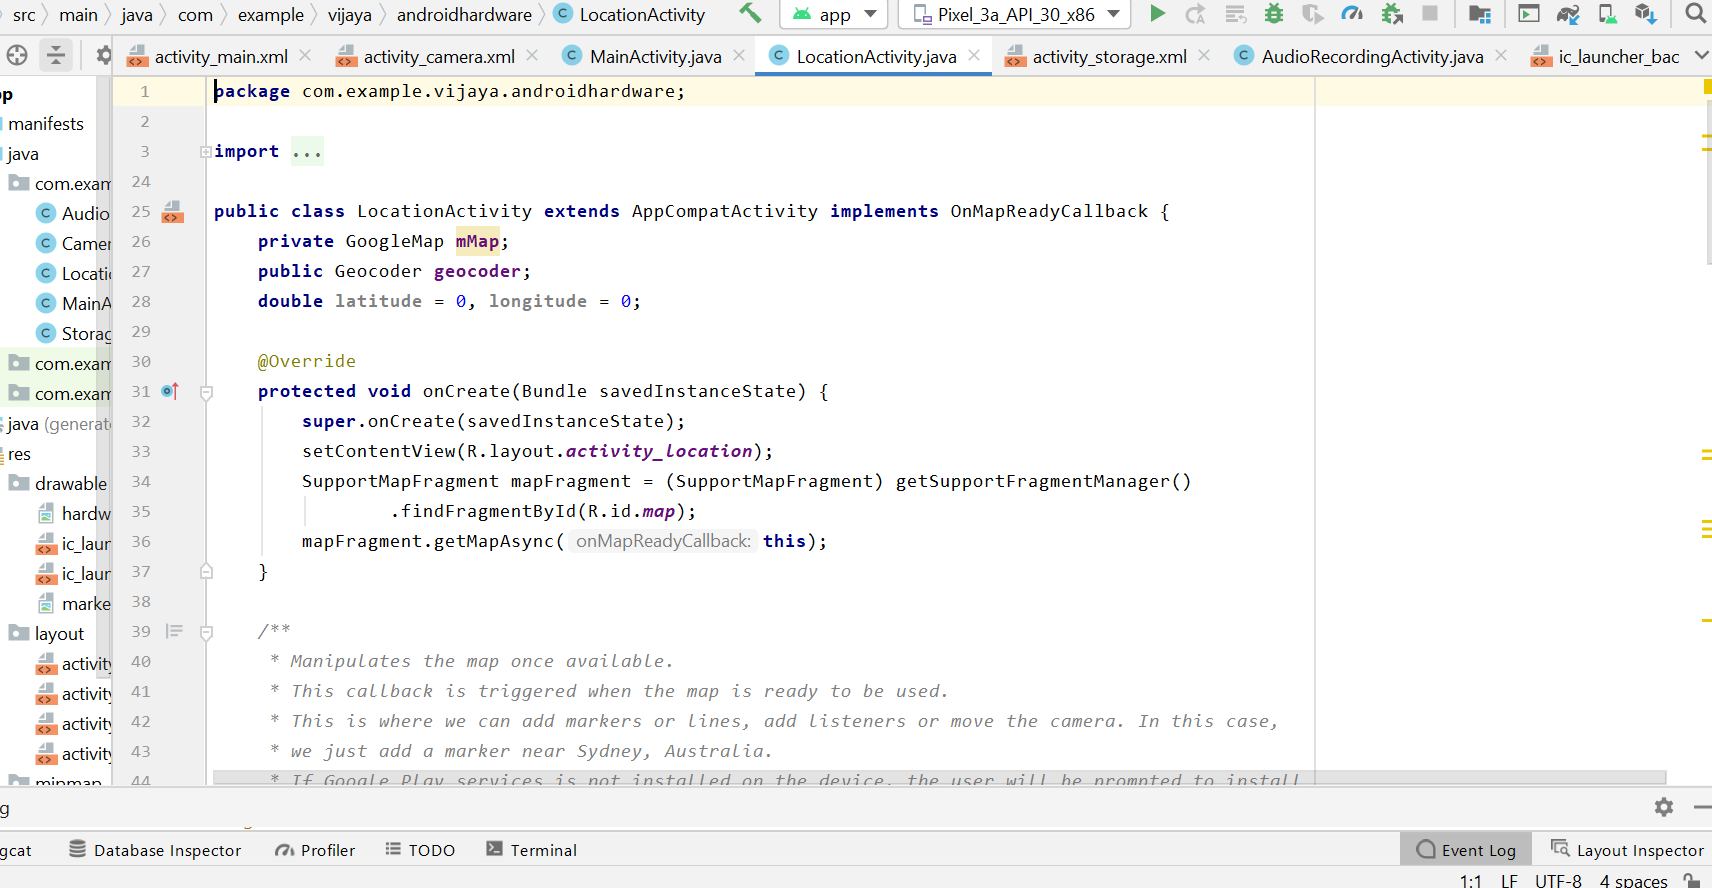 src main java com example vijaya androidhardware C LocationActivity app Pixel_3a_API_30_x86
activity_main.xml activity_camera.xml C MainActivity.java C LocationActivity.java activity_storage.xml C AudioRecordingActivity.java ic_launcher_bac
p
manifests
java
com.exam
C Audio
C Camer
C Locati
C MainA
C Storag
com.exam
com.exam
java (generate
res
drawable
hardw
ic_laur
ic_laur
marke
layout
activity
activity
activity
activity
mipmap
1 package com.example.vijaya.androidhardware;
2
3 import ...
24
25 public class LocationActivity extends AppCompatActivity implements OnMapReadyCallback {
26 private GoogleMap mMap;
27 public Geocoder geocoder;
28 double latitude = 0, longitude = 0;
29
30 @Override
31 protected void onCreate(Bundle savedInstanceState) {
32 super.onCreate(savedInstanceState);
33 setContentView(R.layout.activity_location);
34 SupportMapFragment mapFragment = (SupportMapFragment) getSupportFragmentManager()
35 .findFragmentById(R.id.map);
36 mapFragment.getMapAsync( onMapReadyCallback: this);
37 }
38
39 /**
40 * Manipulates the map once available.
41 * This callback is triggered when the map is ready to be used.
42 * This is where we can add markers or lines, add listeners or move the camera. In this case,
43 * we just add a marker near Sydney, Australia.
44 * If Google Play services is not installed on the device, the user will be prompted to install
g
gcat Database Inspector Profiler TODO Terminal Event Log Layout Inspector
1:1 LF UTF-8 4 spaces